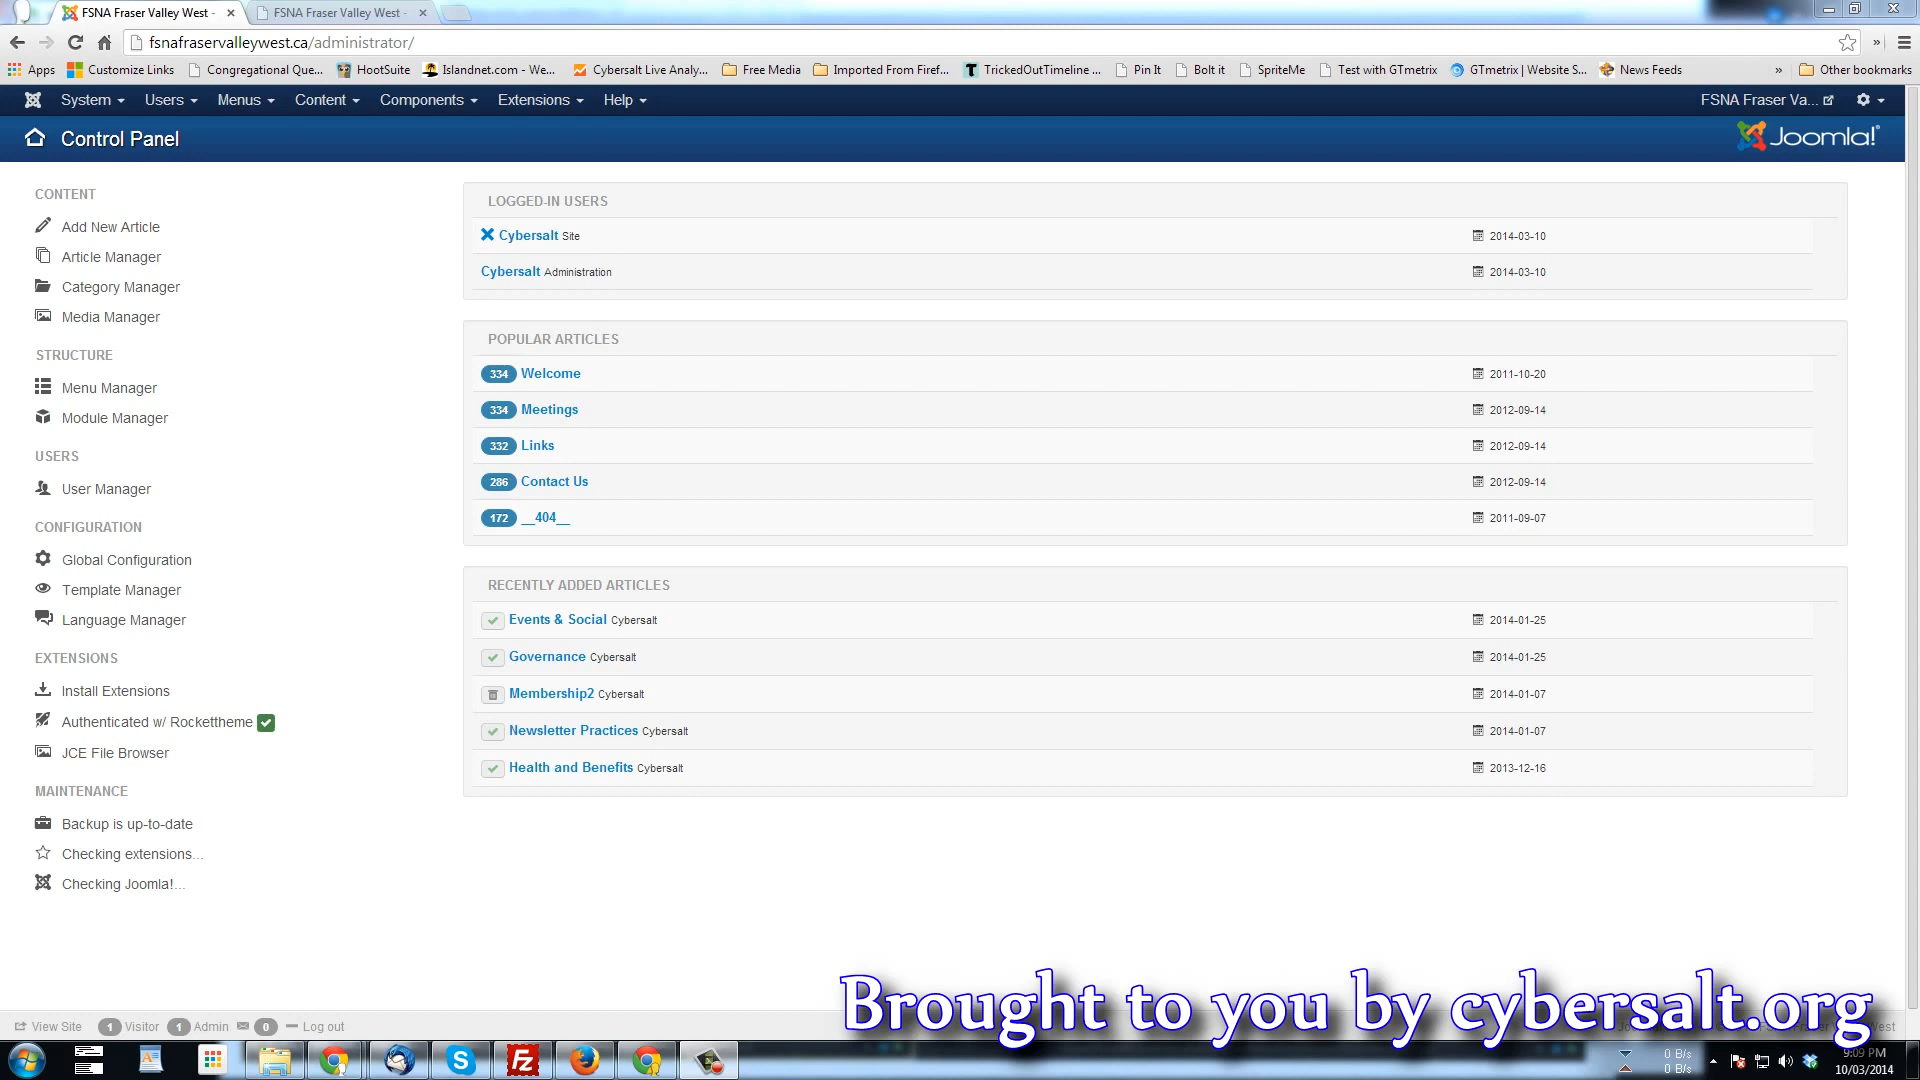 FSNA Fraser Valley West -
FSNA Fraser Valley West -
fsnafraservalleywest.ca/administrator/
Apps
Customize Links
Congregational Que...
HootSuite
Islandnet.com - We...
Cybersalt Live Analy...
Free Media
Imported From Firef...
TrickedOutTimeline ...
Pin It
Bolt it
SpriteMe
Test with GTmetrix
GTmetrix | Website S...
News Feeds
»
Other bookmarks
System
Users
Menus
Content
Components
Extensions
Help
FSNA Fraser Va...
Control Panel
Joomla!®
CONTENT
Add New Article
Article Manager
Category Manager
Media Manager
STRUCTURE
Menu Manager
Module Manager
USERS
User Manager
CONFIGURATION
Global Configuration
Template Manager
Language Manager
EXTENSIONS
Install Extensions
Authenticated w/ Rockettheme
JCE File Browser
MAINTENANCE
Backup is up-to-date
Checking extensions...
Checking Joomla!...
LOGGED-IN USERS
Cybersalt Site 2014-03-10
Cybersalt Administration 2014-03-10
POPULAR ARTICLES
334 Welcome 2011-10-20
334 Meetings 2012-09-14
332 Links 2012-09-14
286 Contact Us 2012-09-14
172 __404__ 2011-09-07
RECENTLY ADDED ARTICLES
Events & Social Cybersalt 2014-01-25
Governance Cybersalt 2014-01-25
Membership2 Cybersalt 2014-01-07
Newsletter Practices Cybersalt 2014-01-07
Health and Benefits Cybersalt 2013-12-16
Brought to you by cybersalt.org
View Site
1 Visitor
1 Admin
0
Log out
0 B/s
0 B/s
9:09 PM
10/03/2014